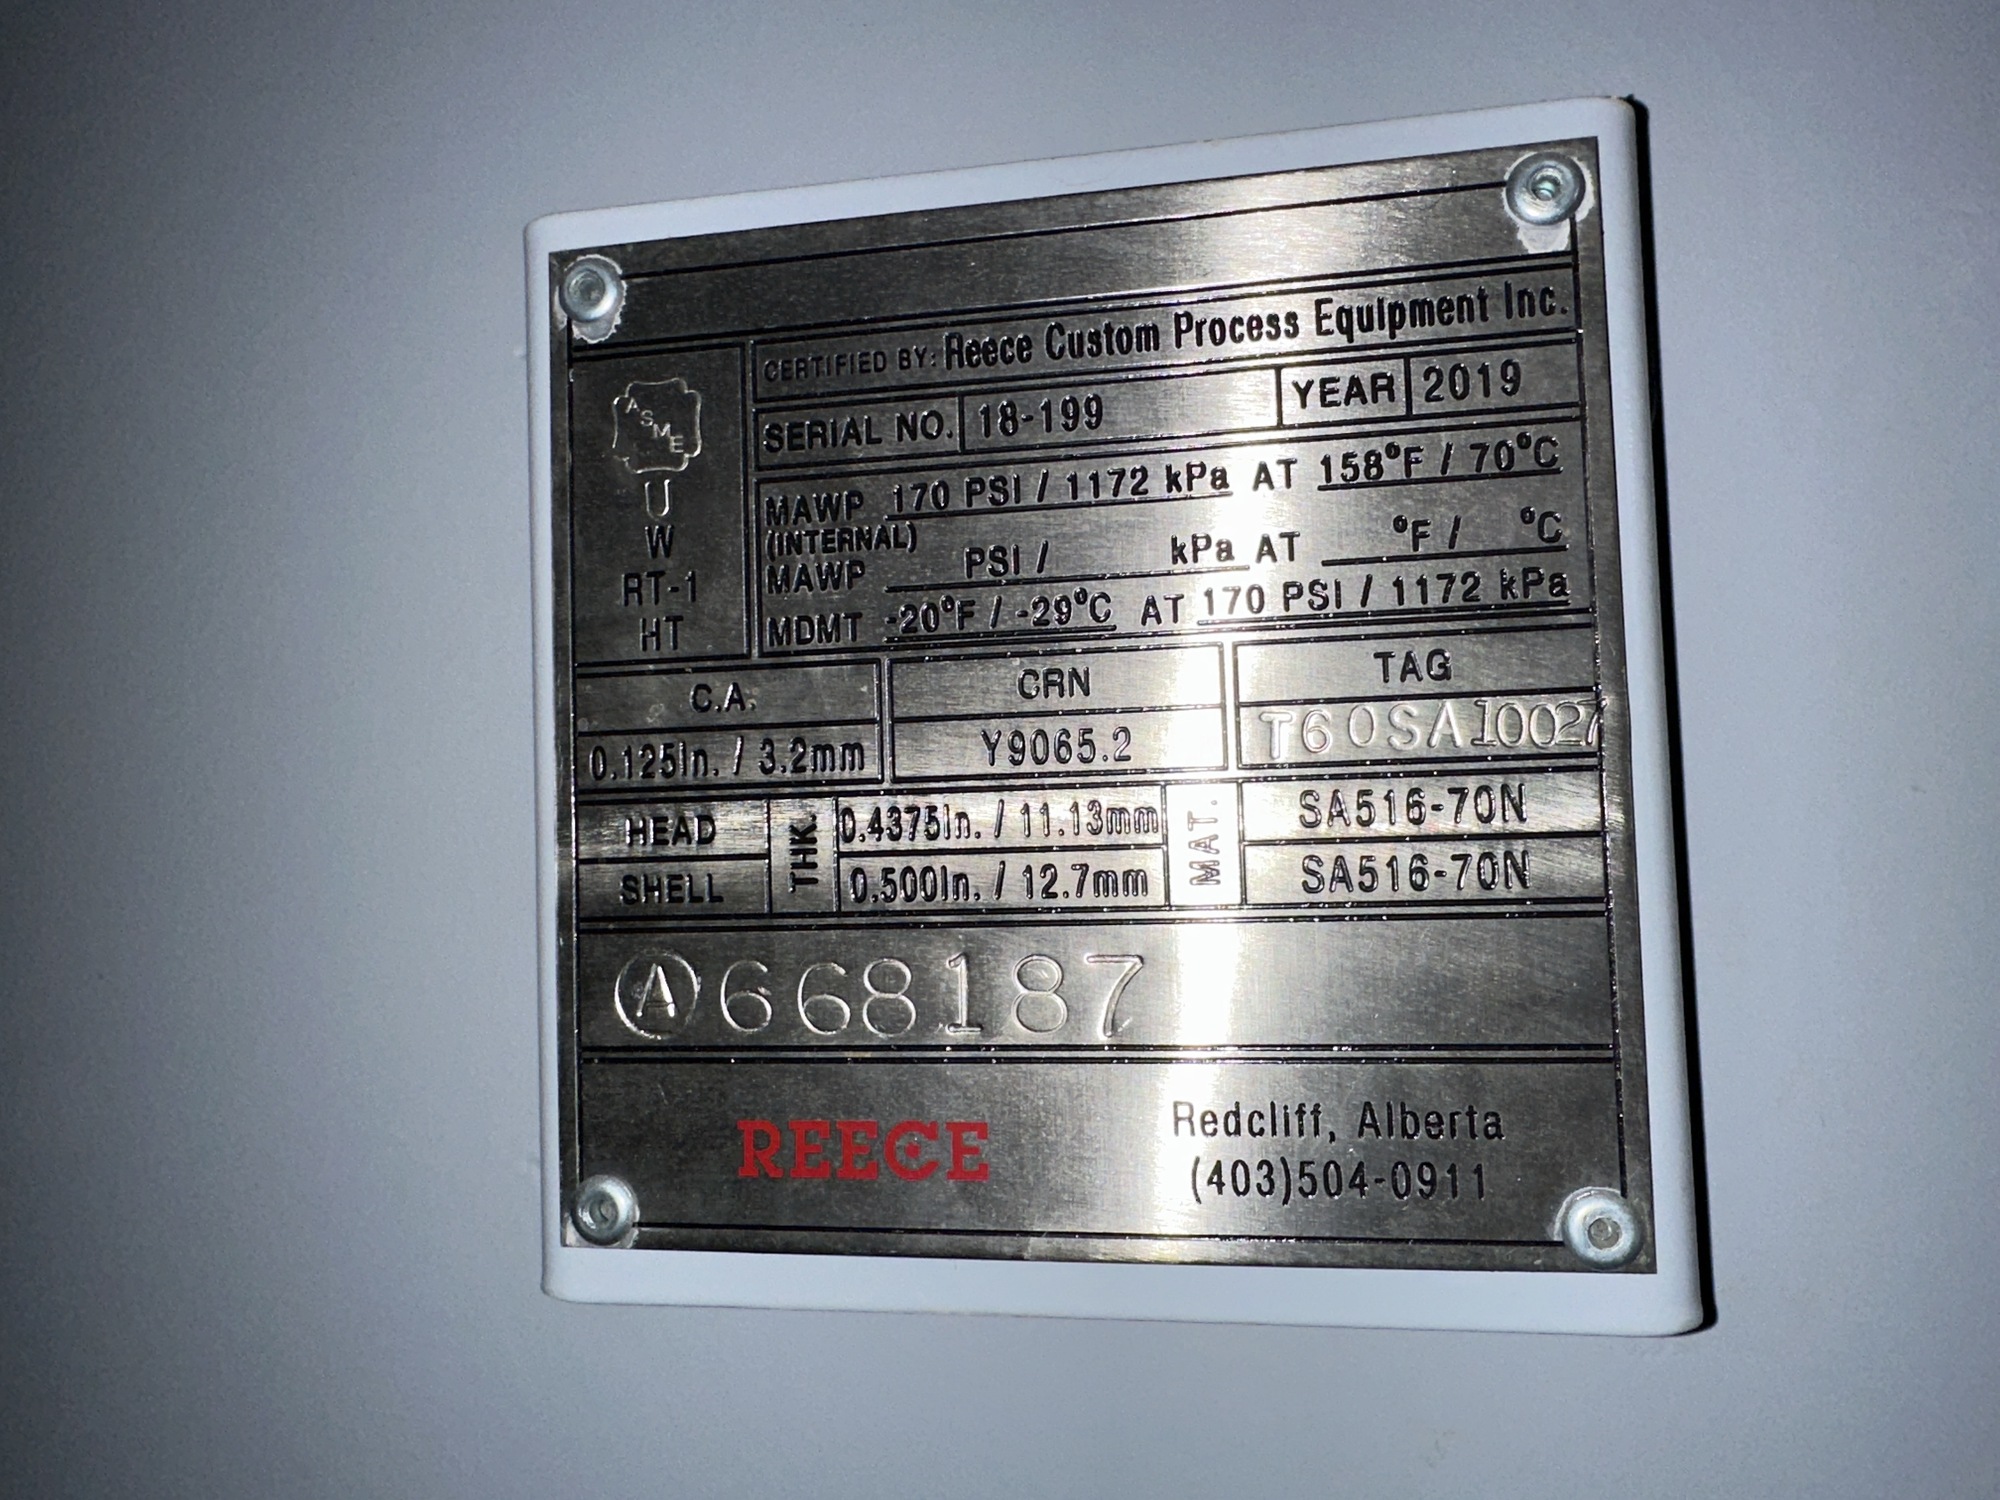 CERTIFIED BY: Reece Custom Process Equipment Inc.
SERIAL NO. 18-199 YEAR 2019
ASME
U
W
RT-1
HT
MAWP 170 PSI / 1172 kPa AT 158°F / 70°C
(INTERNAL)
MAWP PSI / kPa AT °F / °C
MDMT -20°F / -29°C AT 170 PSI / 1172 kPa
C.A. CRN TAG
0.125in. / 3.2mm Y9065.2 T60SA10027
HEAD THK. 0.4375in. / 11.13mm MAT. SA516-70N
SHELL 0.500in. / 12.7mm SA516-70N
A 668187
REECE
Redcliff, Alberta
(403)504-0911